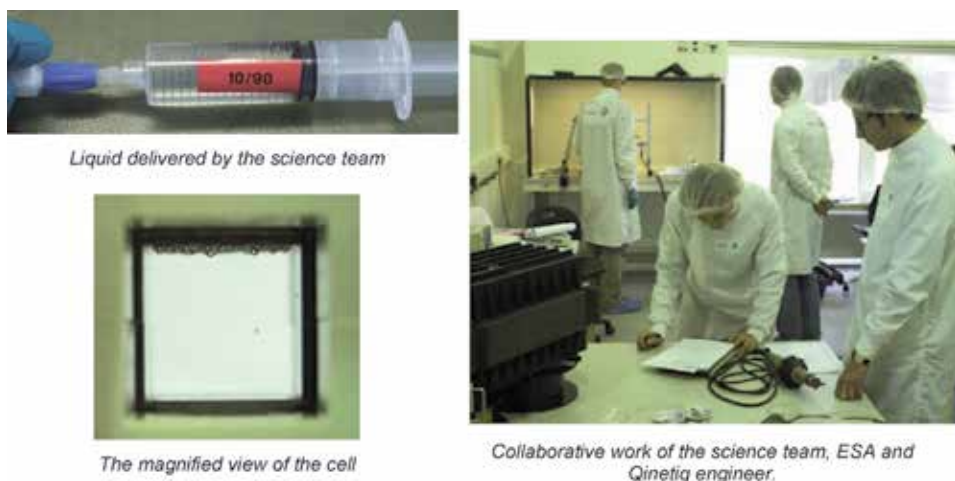 10/90
Liquid delivered by the science team
The magnified view of the cell
Collaborative work of the science team, ESA and
Qinetiq engineer.